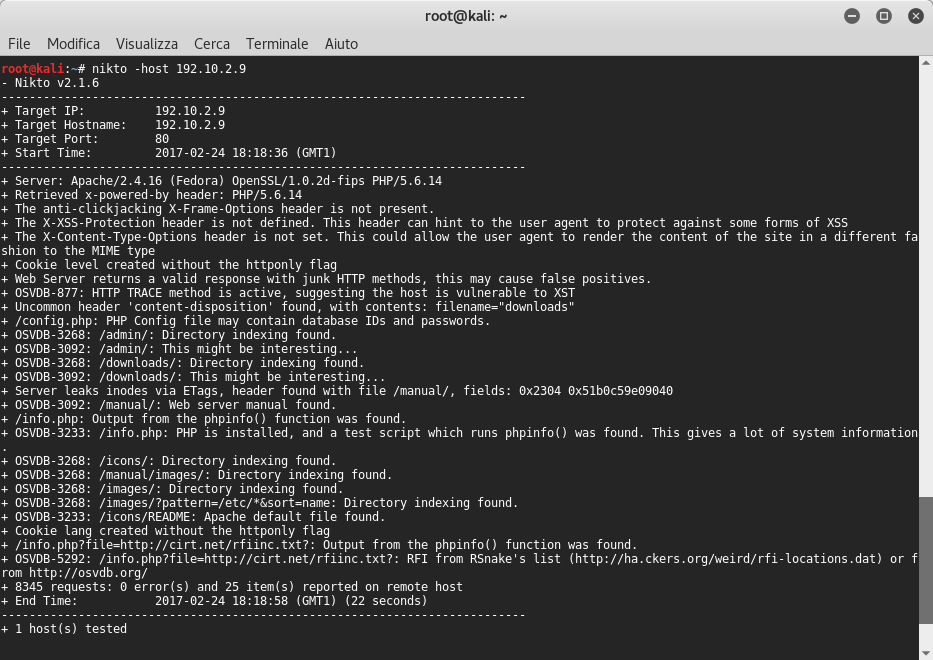 root@kali: ~
File Modifica Visualizza Cerca Terminale Aiuto
root@kali:~# nikto -host 192.10.2.9
- Nikto v2.1.6
---------------------------------------------------------------------------
+ Target IP:          192.10.2.9
+ Target Hostname:    192.10.2.9
+ Target Port:        80
+ Start Time:         2017-02-24 18:18:36 (GMT1)
---------------------------------------------------------------------------
+ Server: Apache/2.4.16 (Fedora) OpenSSL/1.0.2d-fips PHP/5.6.14
+ Retrieved x-powered-by header: PHP/5.6.14
+ The anti-clickjacking X-Frame-Options header is not present.
+ The X-XSS-Protection header is not defined. This header can hint to the user agent to protect against some forms of XSS
+ The X-Content-Type-Options header is not set. This could allow the user agent to render the content of the site in a different fa
shion to the MIME type
+ Cookie level created without the httponly flag
+ Web Server returns a valid response with junk HTTP methods, this may cause false positives.
+ OSVDB-877: HTTP TRACE method is active, suggesting the host is vulnerable to XST
+ Uncommon header 'content-disposition' found, with contents: filename="downloads"
+ /config.php: PHP Config file may contain database IDs and passwords.
+ OSVDB-3268: /admin/: Directory indexing found.
+ OSVDB-3092: /admin/: This might be interesting...
+ OSVDB-3268: /downloads/: Directory indexing found.
+ OSVDB-3092: /downloads/: This might be interesting...
+ Server leaks inodes via ETags, header found with file /manual/, fields: 0x2304 0x51b0c59e09040
+ OSVDB-3092: /manual/: Web server manual found.
+ /info.php: Output from the phpinfo() function was found.
+ OSVDB-3233: /info.php: PHP is installed, and a test script which runs phpinfo() was found. This gives a lot of system information
.
+ OSVDB-3268: /icons/: Directory indexing found.
+ OSVDB-3268: /manual/images/: Directory indexing found.
+ OSVDB-3268: /images/: Directory indexing found.
+ OSVDB-3268: /images/?pattern=/etc/*&sort=name: Directory indexing found.
+ OSVDB-3233: /icons/README: Apache default file found.
+ Cookie lang created without the httponly flag
+ /info.php?file=http://cirt.net/rfiinc.txt?: Output from the phpinfo() function was found.
+ OSVDB-5292: /info.php?file=http://cirt.net/rfiinc.txt?: RFI from RSnake's list (http://ha.ckers.org/weird/rfi-locations.dat) or f
rom http://osvdb.org/
+ 8345 requests: 0 error(s) and 25 item(s) reported on remote host
+ End Time:           2017-02-24 18:18:58 (GMT1) (22 seconds)
---------------------------------------------------------------------------
+ 1 host(s) tested